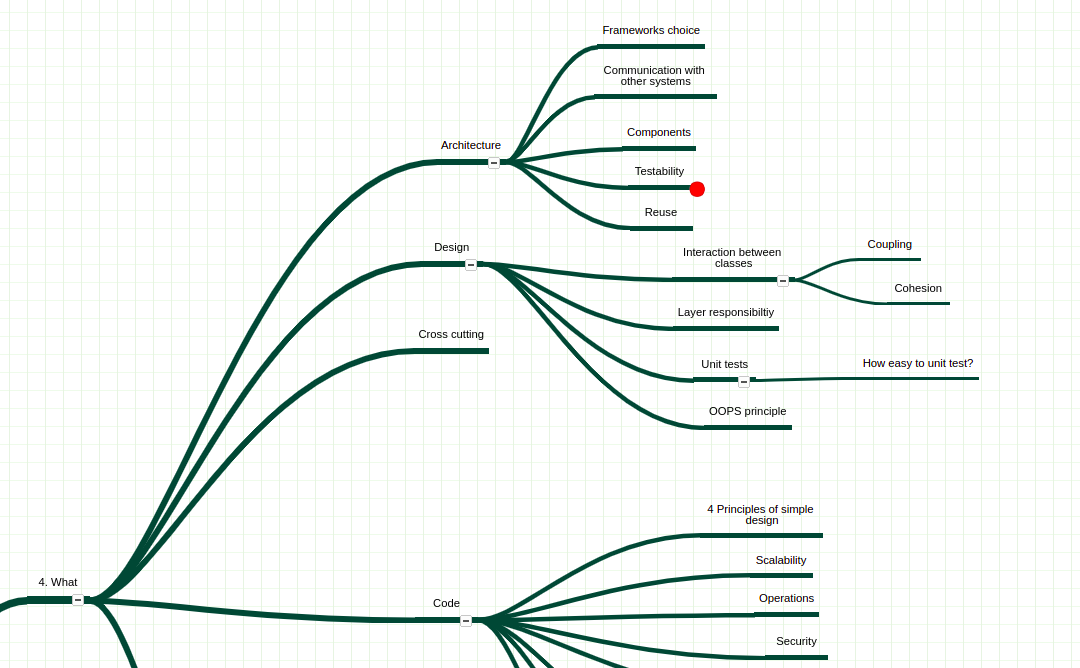 Frameworks choice
Communication with
other systems
Architecture
Components
Testability
Reuse
Design
Interaction between
classes
Coupling
Cohesion
Layer responsibiltiy
Cross cutting
Unit tests
How easy to unit test?
OOPS principle
4 Principles of simple
design
Scalability
4. What
Code
Operations
Security